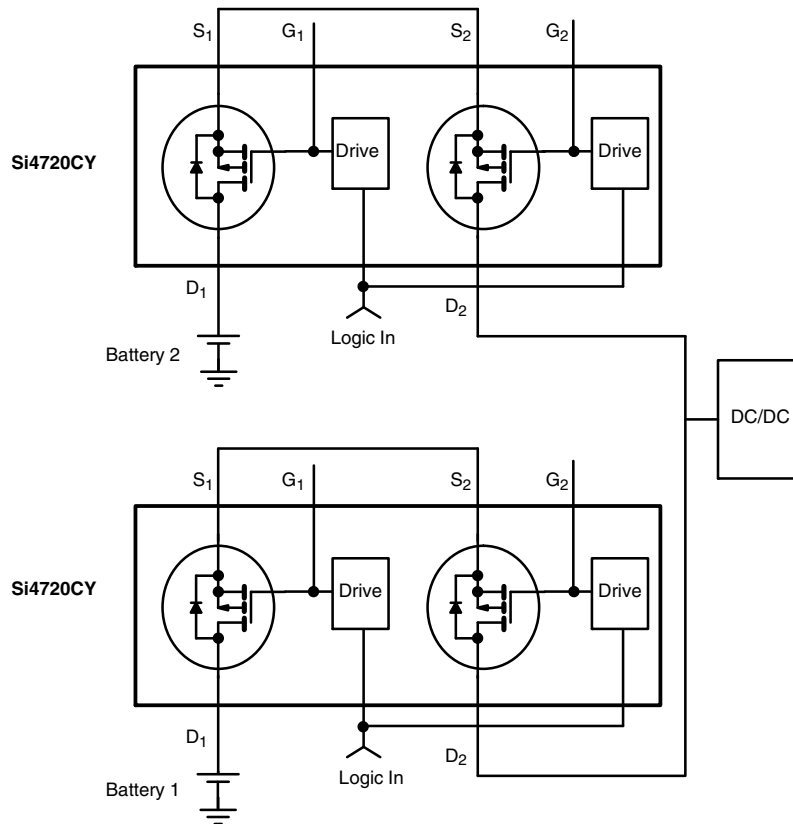 S1 G1 S2 G2
Si4720CY
Drive Drive
D1 D2
Logic In
Battery 2
DC/DC
S1 G1 S2 G2
Si4720CY
Drive Drive
D1 D2
Logic In
Battery 1